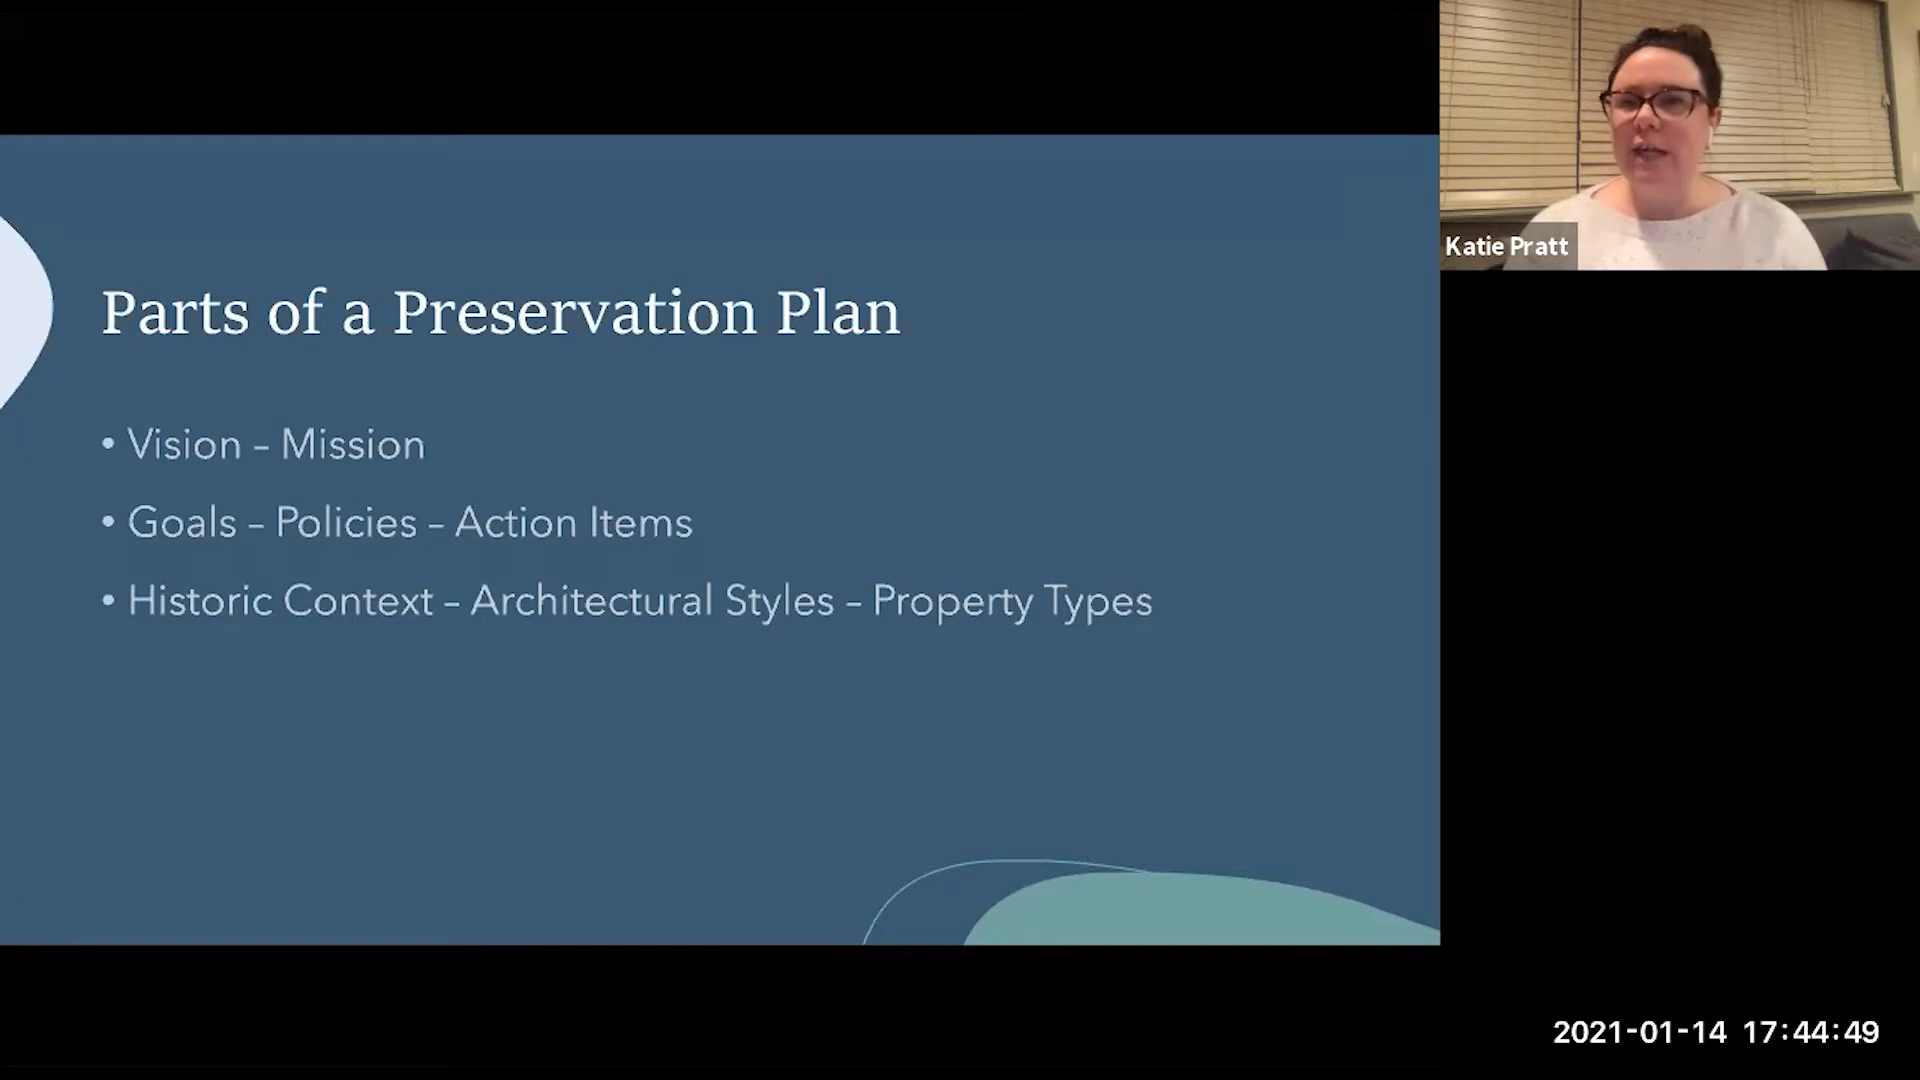 Parts of a Preservation Plan
• Vision – Mission
• Goals – Policies – Action Items
• Historic Context – Architectural Styles – Property Types
Katie Pratt
2021-01-14 17:44:49